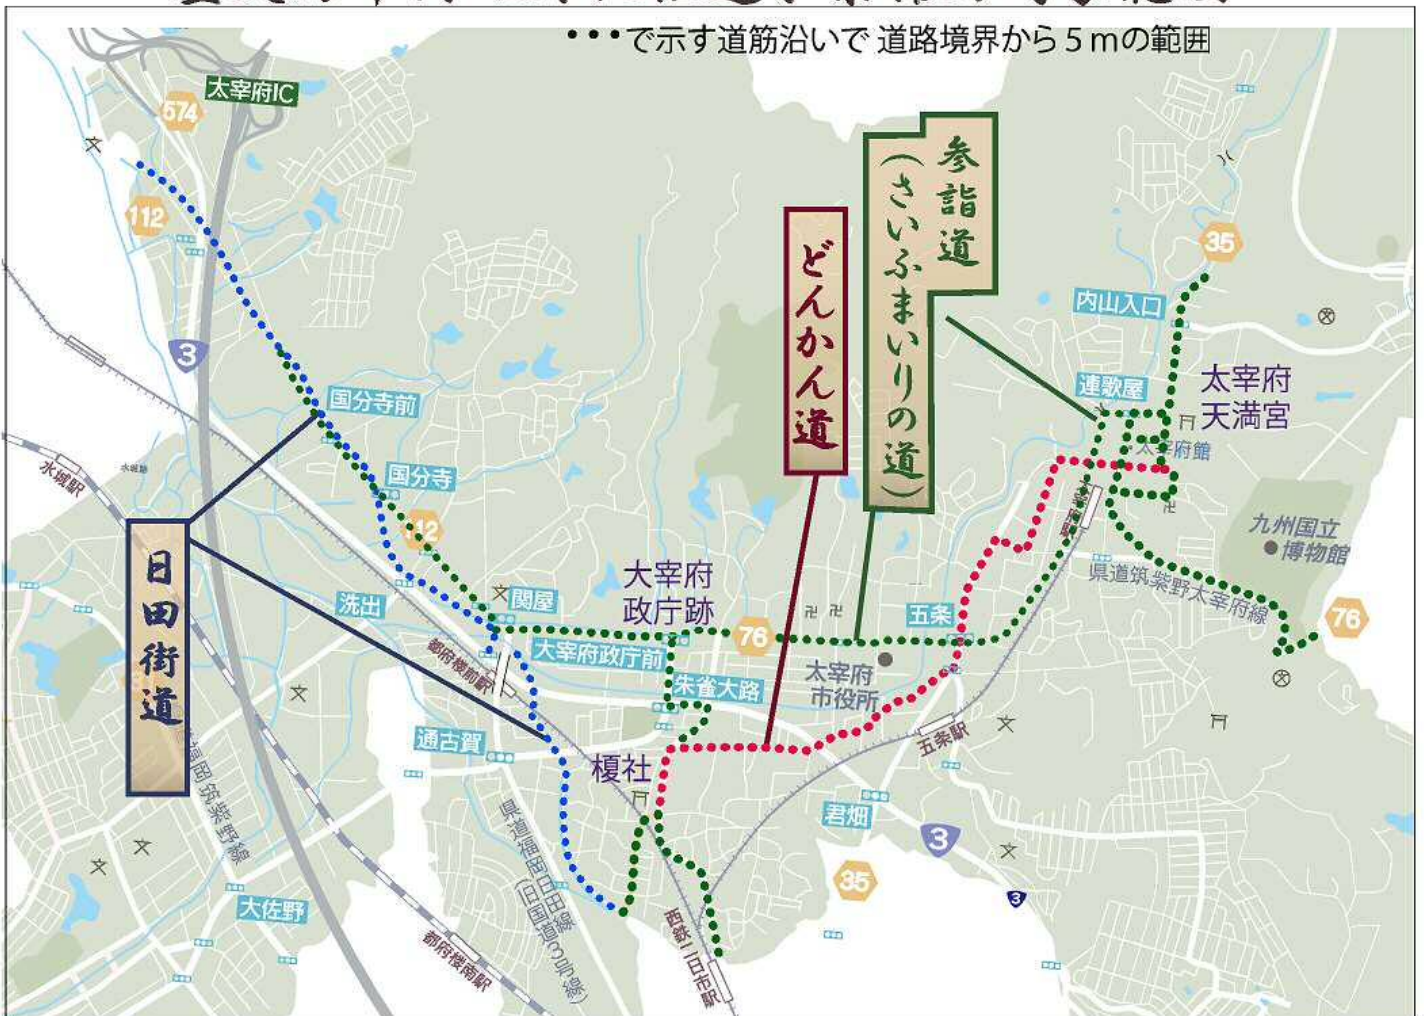 •••で示す道筋沿いで 道路境界から5mの範囲
太宰府IC
574
112
3
国分寺前
国分寺
112
水城駅
水城跡
日田街道
洗出
関屋
都府楼前駅
大宰府
政庁跡
大宰府政庁前
76
朱雀大路
通古賀
榎社
どんかん道
参詣道
(さいふまいりの道)
35
内山入口
連歌屋
太宰府
天満宮
太宰府館
九州国立
博物館
県道筑紫野太宰府線
76
五条
太宰府
市役所
五条駅
君畑
3
35
3
県道福岡日田線
(旧国道3号線)
道福岡筑紫野線
大佐野
都府楼南駅
西鉄二日市駅